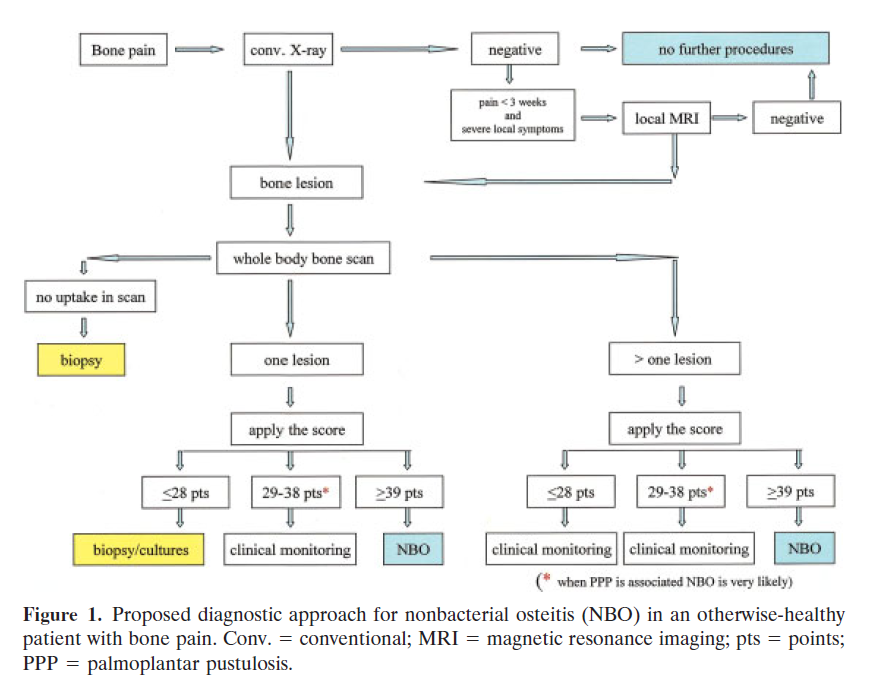 Bone pain
conv. X-ray
negative
no further procedures
pain < 3 weeks
and
severe local symptoms
local MRI
negative
bone lesion
whole body bone scan
no uptake in scan
biopsy
one lesion
> one lesion
apply the score
apply the score
≤28 pts
29-38 pts*
≥39 pts
≤28 pts
29-38 pts*
≥39 pts
biopsy/cultures
clinical monitoring
NBO
clinical monitoring
clinical monitoring
NBO
(* when PPP is associated NBO is very likely)
Figure 1. Proposed diagnostic approach for nonbacterial osteitis (NBO) in an otherwise-healthy
patient with bone pain. Conv. = conventional; MRI = magnetic resonance imaging; pts = points;
PPP = palmoplantar pustulosis.